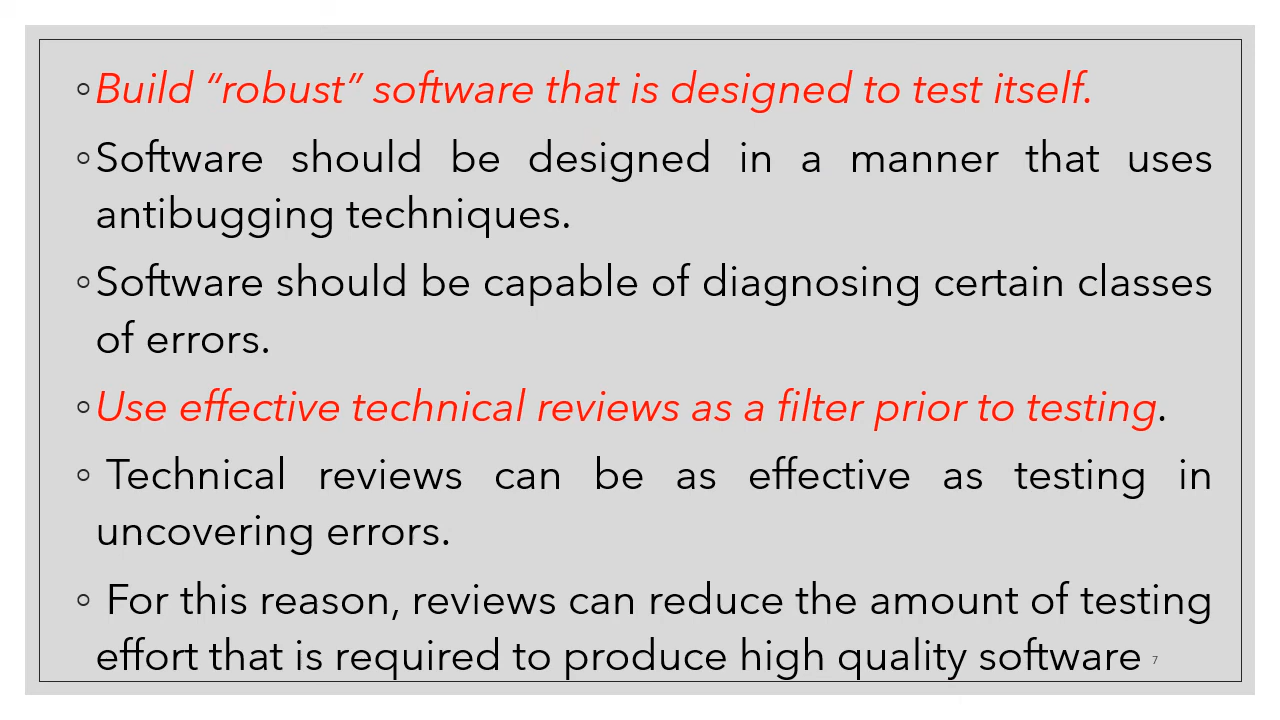 ◦Build “robust” software that is designed to test itself.
◦Software should be designed in a manner that uses
antibugging techniques.
◦Software should be capable of diagnosing certain classes
of errors.
◦Use effective technical reviews as a filter prior to testing.
◦ Technical reviews can be as effective as testing in
uncovering errors.
◦ For this reason, reviews can reduce the amount of testing
effort that is required to produce high quality software
7